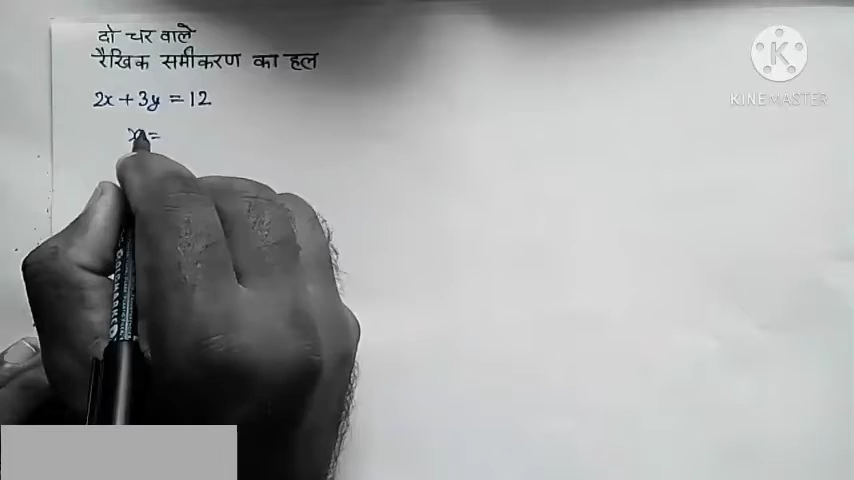 दो चर वाले
रैखिक समीकरण का हल
2x + 3y = 12
x =
KINEMASTER